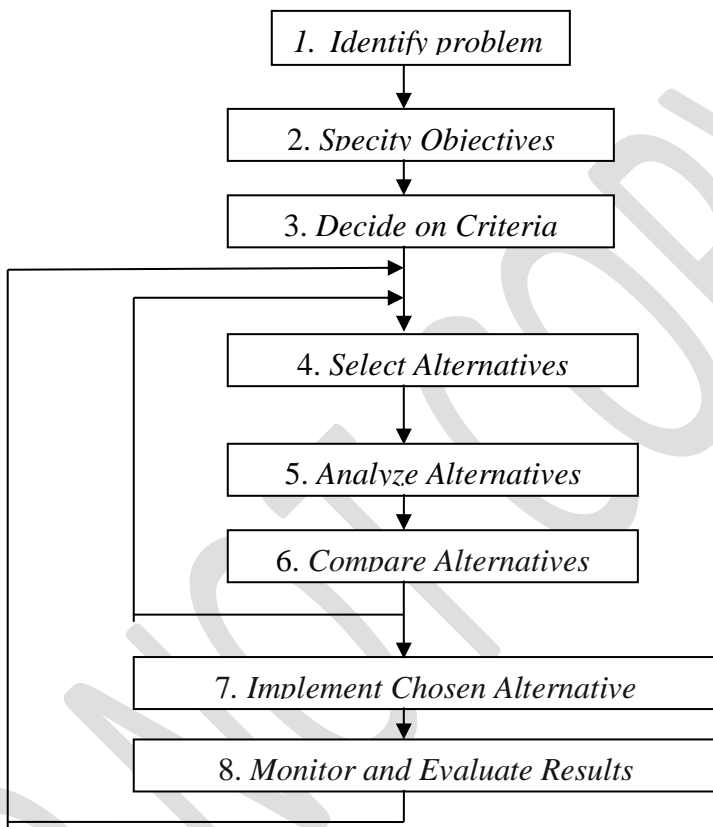 1. Identify problem
2. Specity Objectives
3. Decide on Criteria
4. Select Alternatives
5. Analyze Alternatives
6. Compare Alternatives
7. Implement Chosen Alternative
8. Monitor and Evaluate Results